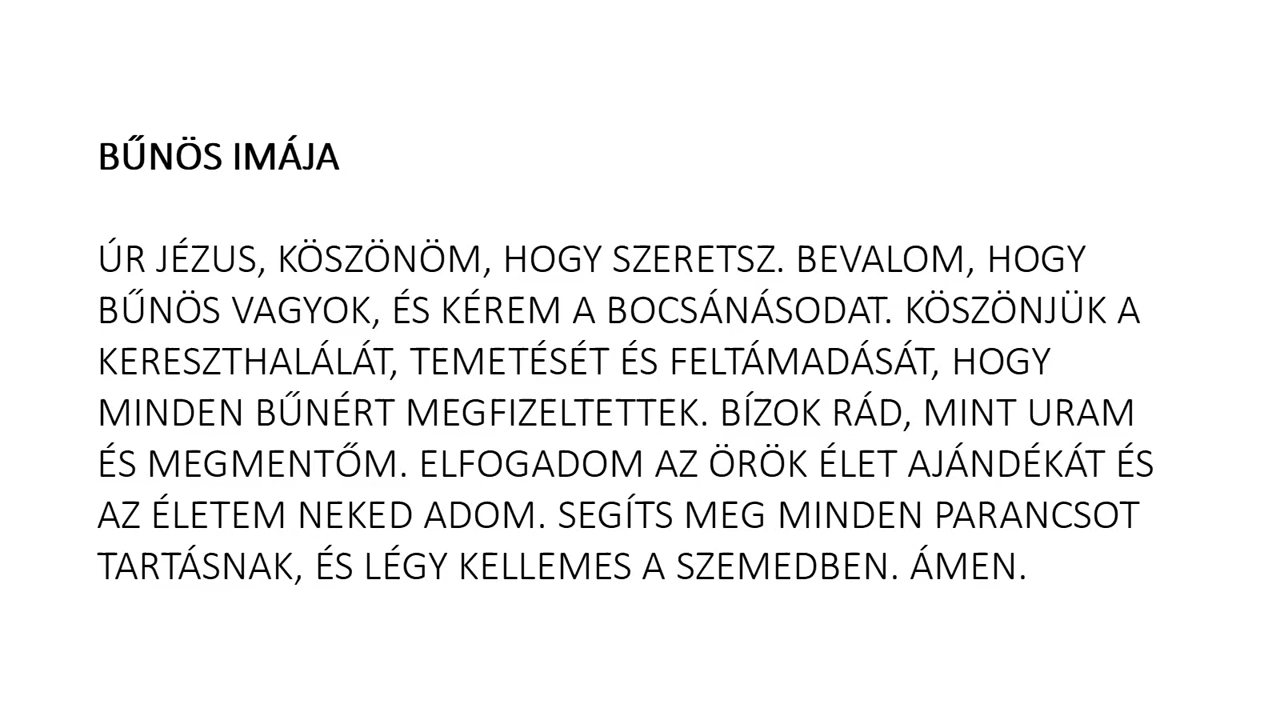 BŰNÖS IMÁJA
ÚR JÉZUS, KÖSZÖNÖM, HOGY SZERETSZ. BEVALOM, HOGY
BŰNÖS VAGYOK, ÉS KÉREM A BOCSÁNÁSODAT. KÖSZÖNJÜK A
KERESZTHALÁLÁT, TEMETÉSÉT ÉS FELTÁMADÁSÁT, HOGY
MINDEN BŰNÉRT MEGFIZELTETTEK. BÍZOK RÁD, MINT URAM
ÉS MEGMENTŐM. ELFOGADOM AZ ÖRÖK ÉLET AJÁNDÉKÁT ÉS
AZ ÉLETEM NEKED ADOM. SEGÍTS MEG MINDEN PARANCSOT
TARTÁSNAK, ÉS LÉGY KELLEMES A SZEMEDBEN. ÁMEN.